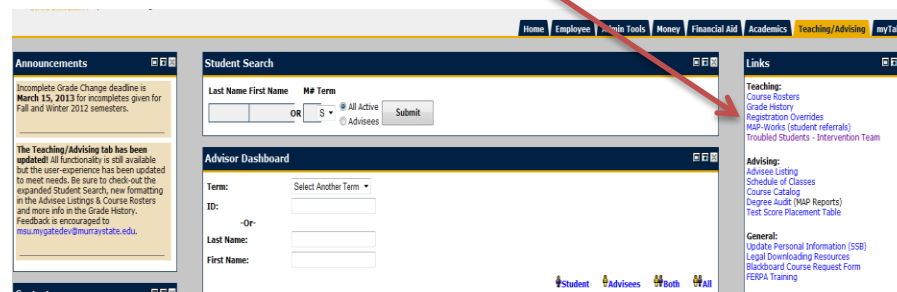 Home Employee Admin Tools Money Financial Aid Academics Teaching/Advising myTa
Announcements
Incomplete Grade Change deadline is
March 15, 2013 for incompletes given for
Fall and Winter 2012 semesters.
The Teaching/Advising tab has been
updated! All functionality is still available
but the user-experience has been updated
to meet needs. Be sure to check-out the
expanded Student Search, new formatting
in the Advisee Listings & Course Rosters
and more info in the Grade History.
Feedback is encouraged to
msu.mygatedev@murraystate.edu.
Student Search
Last Name First Name M# Term
OR S All Active
Advisees
Submit
Advisor Dashboard
Term: Select Another Term
ID:
-Or-
Last Name:
First Name:
Student Advisees Both All
Links
Teaching:
Course Rosters
Grade History
Registration Overrides
MAP-Works (student referrals)
Troubled Students - Intervention Team
Advising:
Advisee Listing
Schedule of Classes
Course Catalog
Degree Audit (MAP Reports)
Test Score Placement Table
General:
Update Personal Information (SSB)
Legal Downloading Resources
Blackboard Course Request Form
FERPA Training